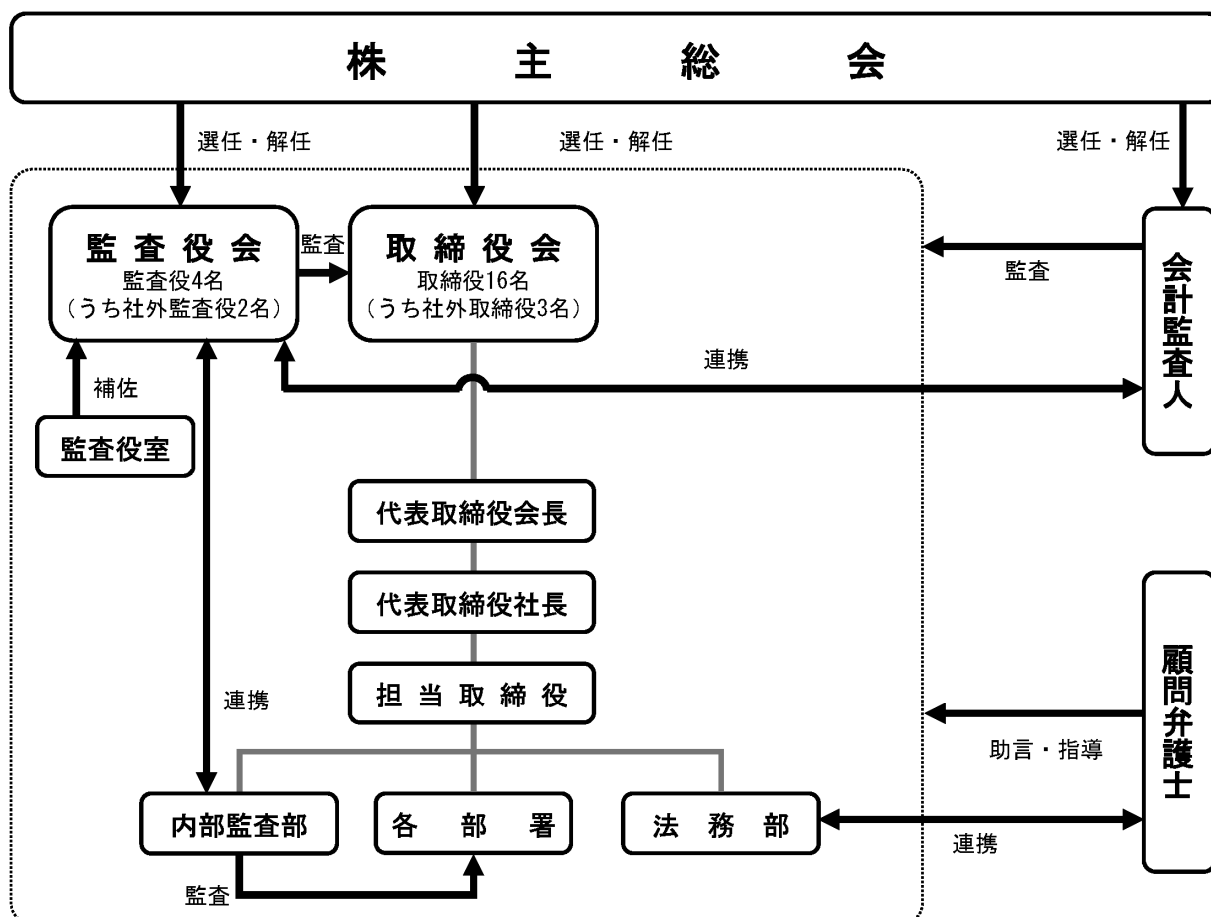 株主総会
選任・解任
選任・解任
選任・解任
監査役会
監査役4名
(うち社外監査役2名)
監査
取締役会
取締役16名
(うち社外取締役3名)
監査
会計監査人
連携
補佐
監査役室
代表取締役会長
代表取締役社長
担当取締役
連携
顧問弁護士
助言・指導
内部監査部
各部署
法務部
連携
監査